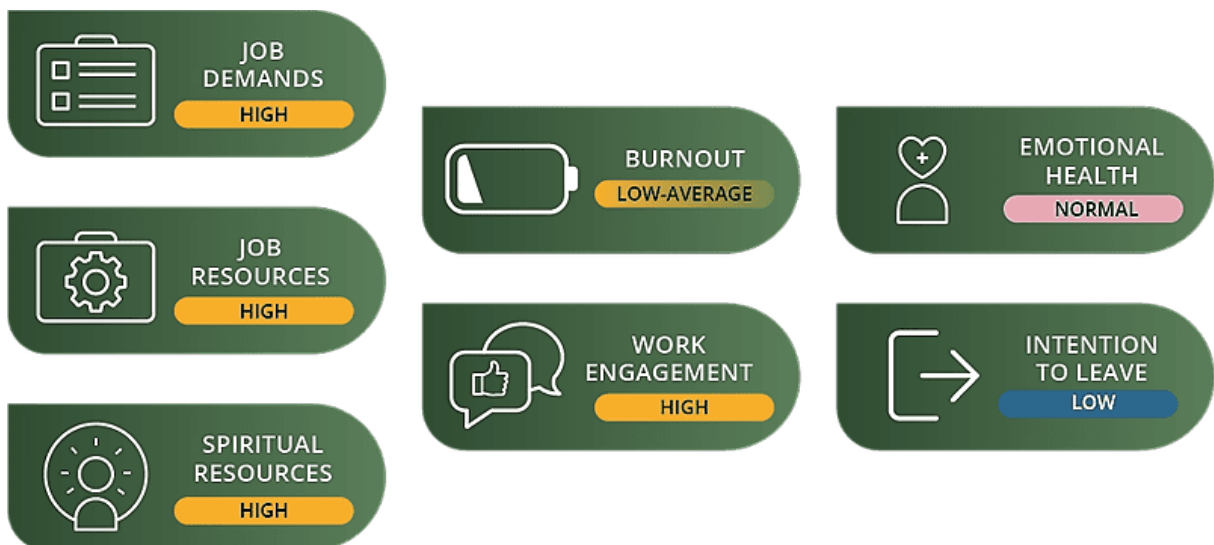 JOB
DEMANDS
HIGH
JOB
RESOURCES
HIGH
SPIRITUAL
RESOURCES
HIGH
BURNOUT
LOW-AVERAGE
WORK
ENGAGEMENT
HIGH
EMOTIONAL
HEALTH
NORMAL
INTENTION
TO LEAVE
LOW